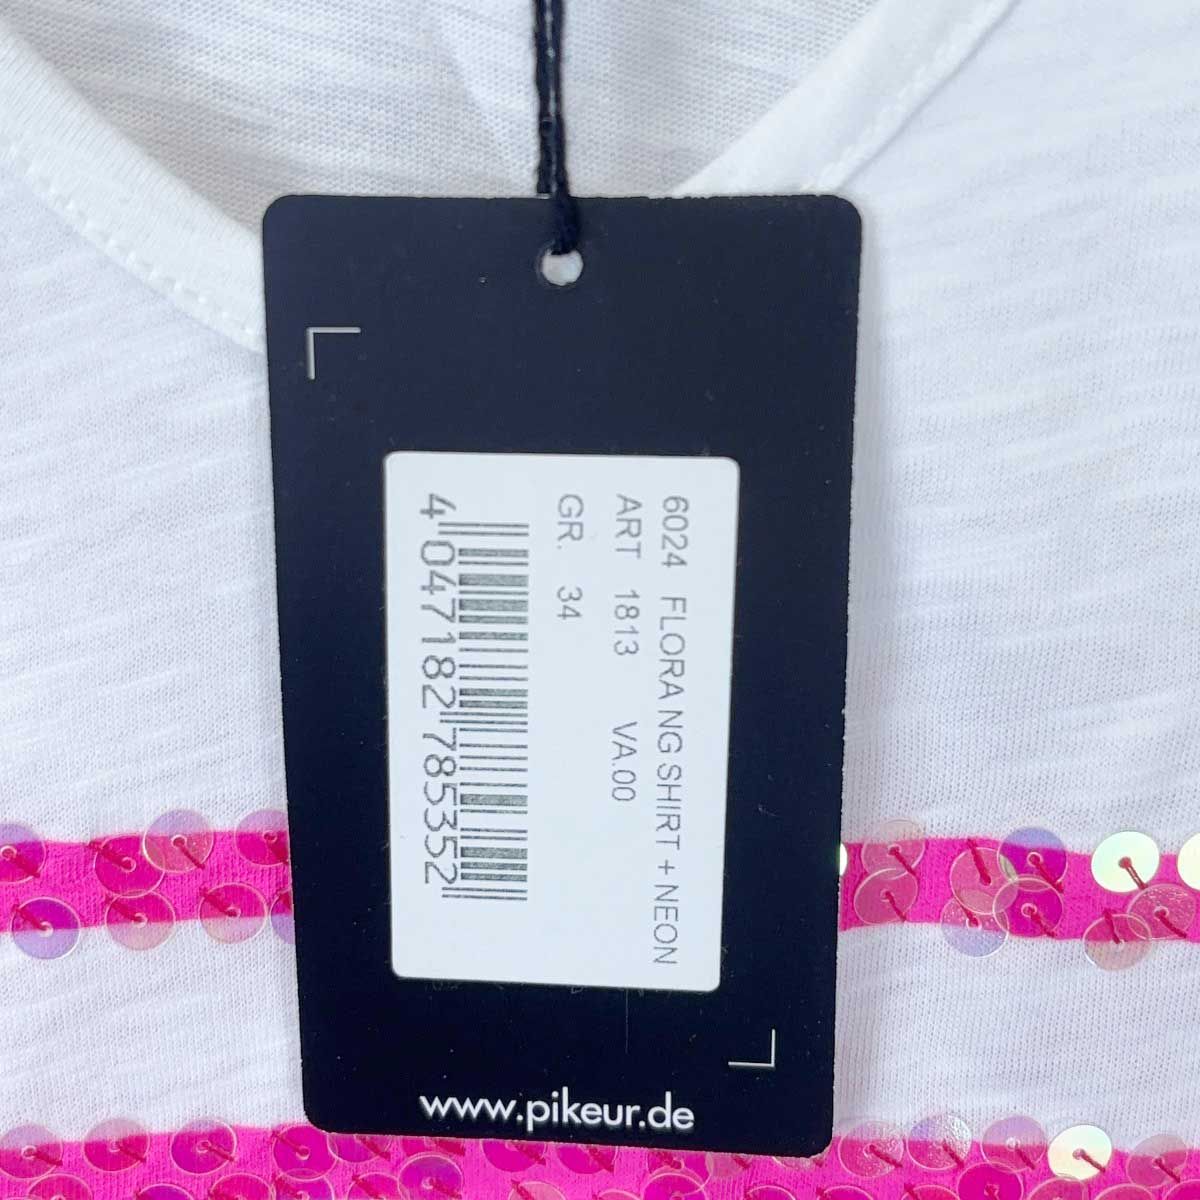 6024 FLORA NG SHIRT + NEON
ART 1813 VA.00
GR. 34
4 047182 785352
www.pikeur.de